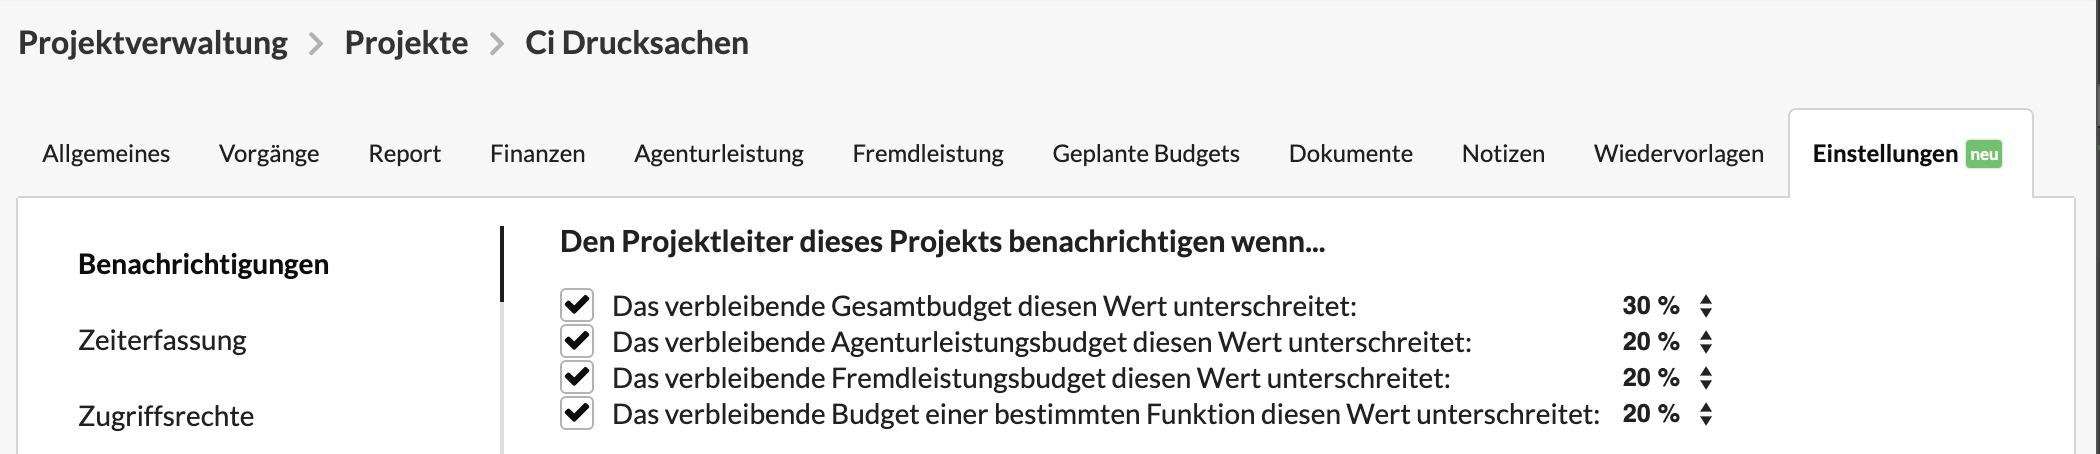 Projektverwaltung > Projekte > Ci Drucksachen
Allgemeines Vorgänge Report Finanzen Agenturleistung Fremdleistung Geplante Budgets Dokumente Notizen Wiedervorlagen Einstellungen neu
Benachrichtigungen
Zeiterfassung
Zugriffsrechte
Den Projektleiter dieses Projekts benachrichtigen wenn...
Das verbleibende Gesamtbudget diesen Wert unterschreitet: 30 %
Das verbleibende Agenturleistungsbudget diesen Wert unterschreitet: 20 %
Das verbleibende Fremdleistungsbudget diesen Wert unterschreitet: 20 %
Das verbleibende Budget einer bestimmten Funktion diesen Wert unterschreitet: 20 %